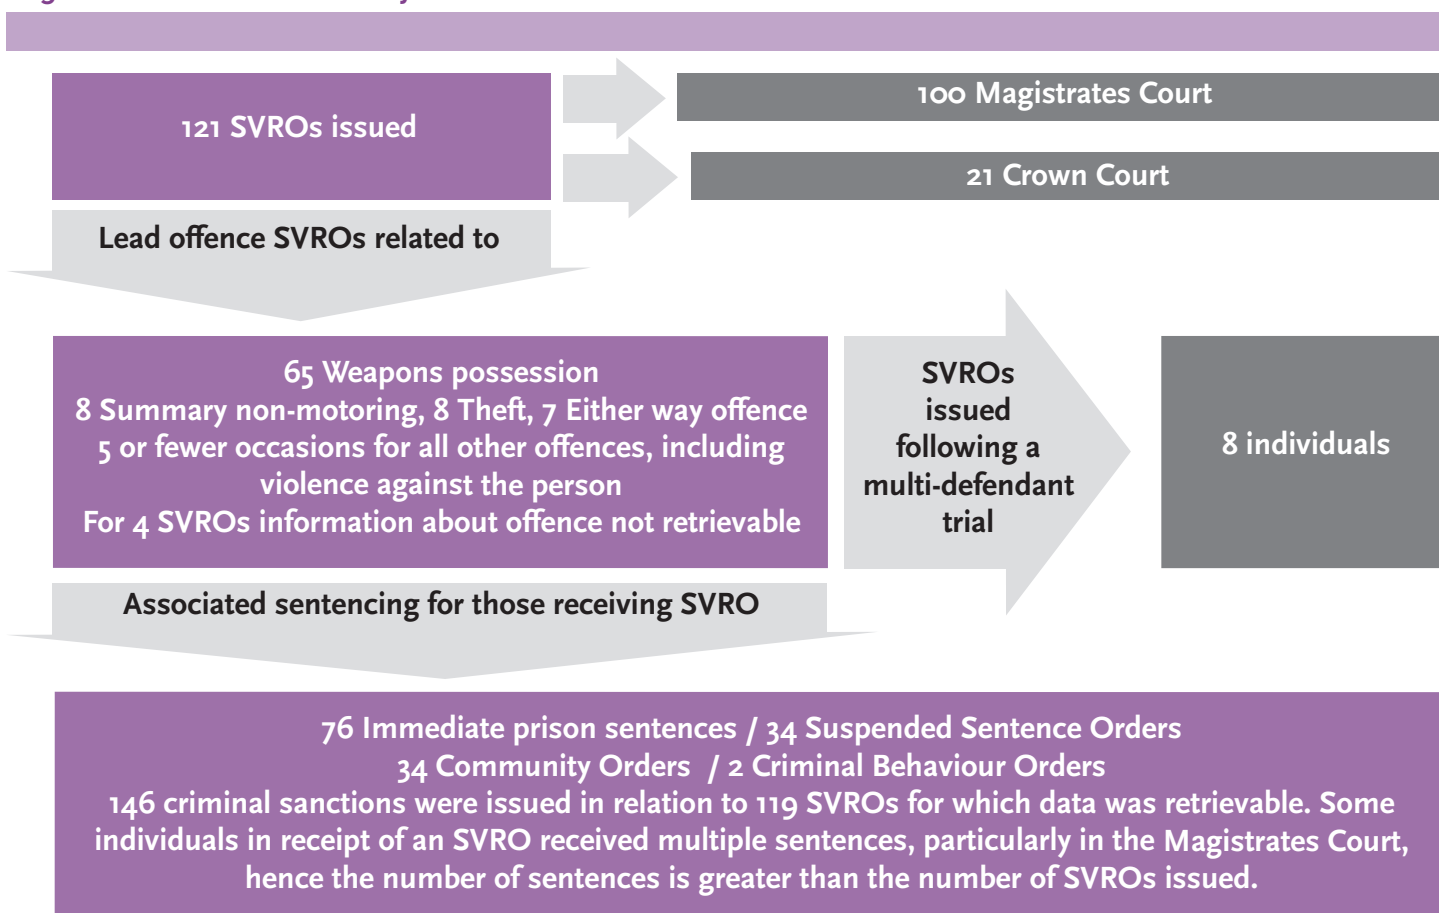 121 SVROs issued
100 Magistrates Court
21 Crown Court
Lead offence SVROs related to
65 Weapons possession
8 Summary non-motoring, 8 Theft, 7 Either way offence
5 or fewer occasions for all other offences, including
violence against the person
For 4 SVROs information about offence not retrievable
SVROs
issued
following a
multi-defendant
trial
8 individuals
Associated sentencing for those receiving SVRO
76 Immediate prison sentences / 34 Suspended Sentence Orders
34 Community Orders / 2 Criminal Behaviour Orders
146 criminal sanctions were issued in relation to 119 SVROs for which data was retrievable. Some
individuals in receipt of an SVRO received multiple sentences, particularly in the Magistrates Court,
hence the number of sentences is greater than the number of SVROs issued.